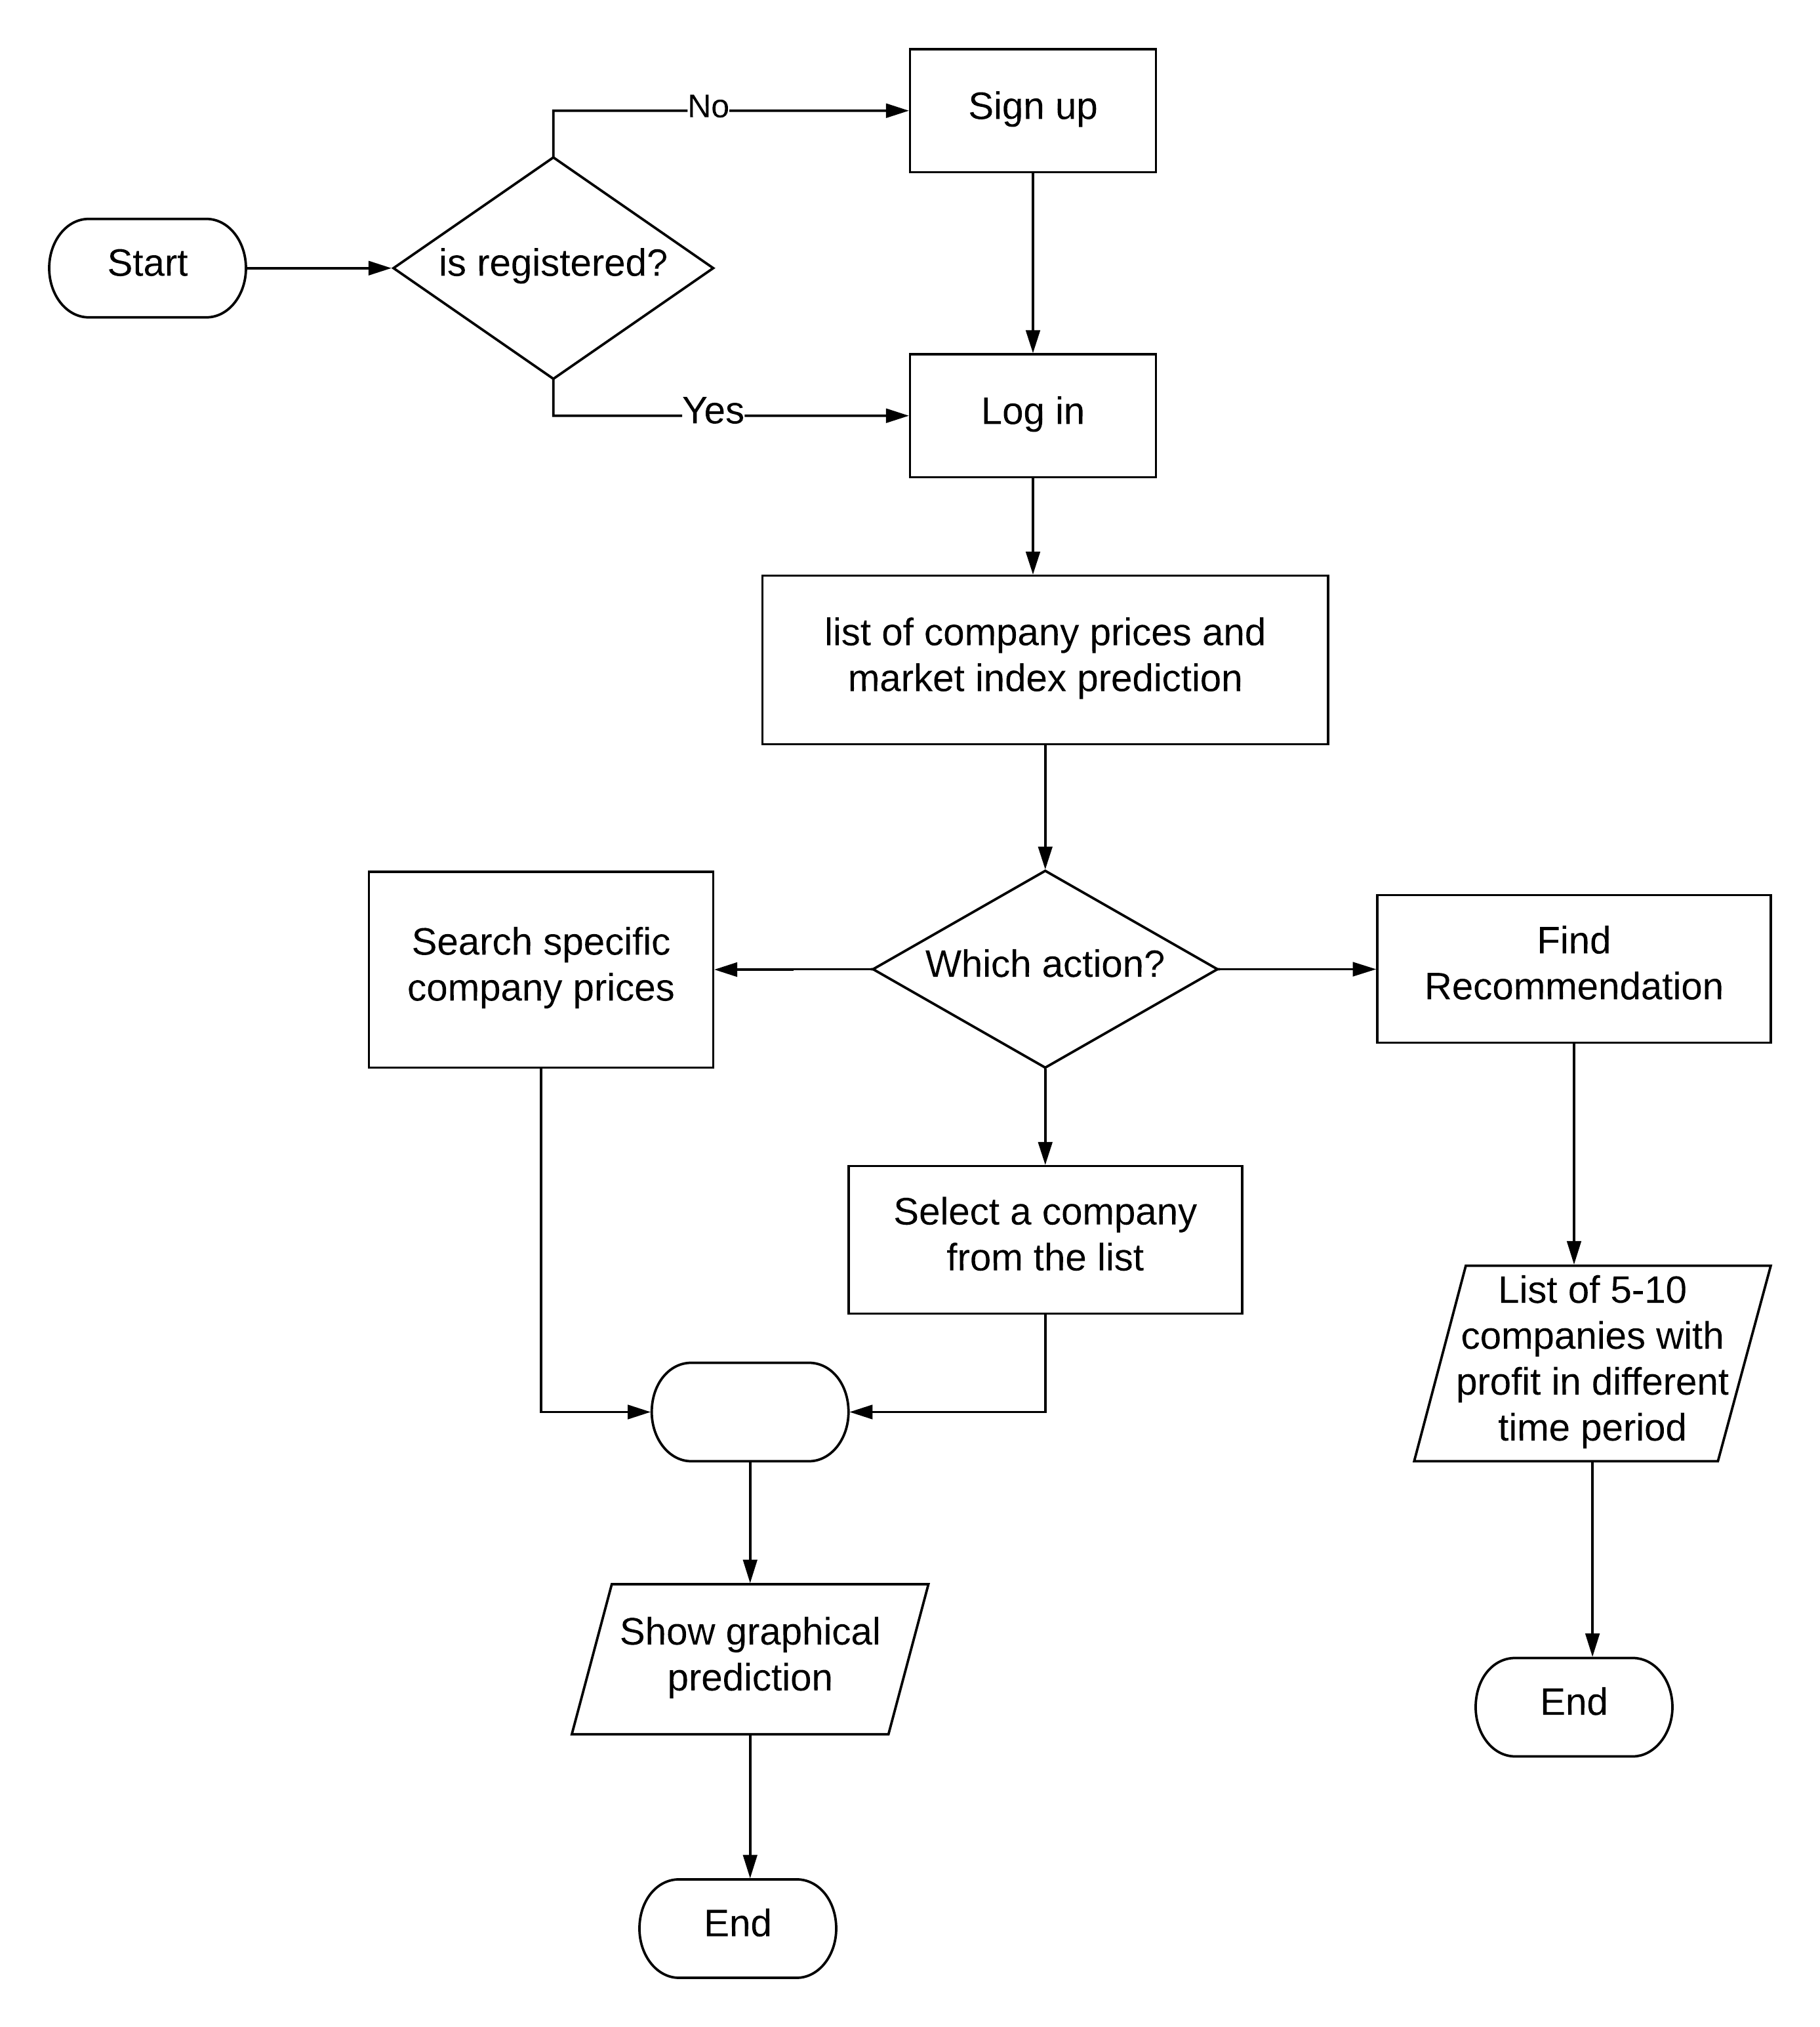 No
Sign up
Start
is registered?
Yes
Log in
list of company prices and
market index prediction
Search specific
company prices
Which action?
Find
Recommendation
Select a company
from the list
List of 5-10
companies with
profit in different
time period
Show graphical
prediction
End
End